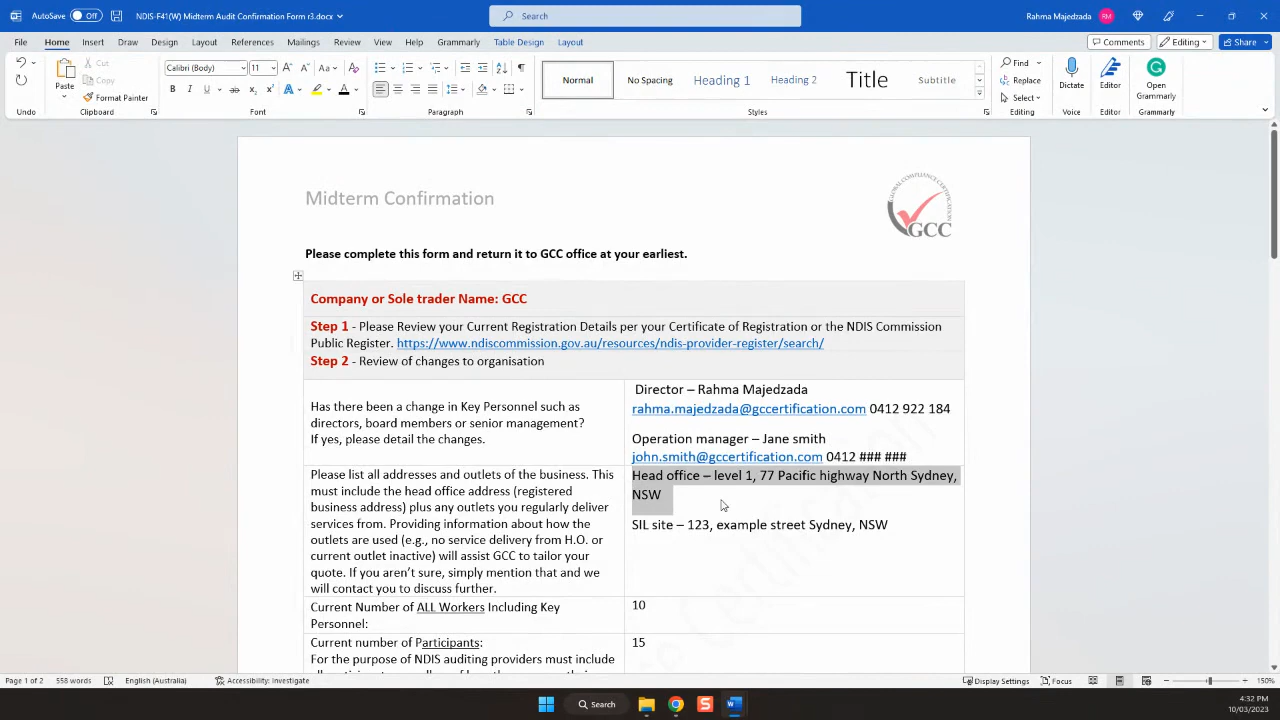 AutoSave Off NDIS-F41(W) Midterm Audit Confirmation Form r3.docx Search Rahma Majedzada RM
File Home Insert Draw Design Layout References Mailings Review View Help Grammarly Table Design Layout Comments Editing Share
Paste Cut Copy Format Painter
Calibri (Body) 11
Normal No Spacing Heading 1 Heading 2 Title Subtitle
Find Replace Select Dictate Editor Open Grammarly
Undo Clipboard Font Paragraph Styles Editing Voice Editor Grammarly
Midterm Confirmation
GLOBAL COMPLIANCE CERTIFICATION
GCC
Please complete this form and return it to GCC office at your earliest.
Company or Sole trader Name: GCC
Step 1 - Please Review your Current Registration Details per your Certificate of Registration or the NDIS Commission
Public Register. https://www.ndiscommission.gov.au/resources/ndis-provider-register/search/
Step 2 - Review of changes to organisation
Has there been a change in Key Personnel such as
directors, board members or senior management?
If yes, please detail the changes.
Director – Rahma Majedzada
rahma.majedzada@gccertification.com 0412 922 184
Operation manager – Jane smith
john.smith@gccertification.com 0412 ### ###
Please list all addresses and outlets of the business. This
must include the head office address (registered
business address) plus any outlets you regularly deliver
services from. Providing information about how the
outlets are used (e.g., no service delivery from H.O. or
current outlet inactive) will assist GCC to tailor your
quote. If you aren't sure, simply mention that and we
will contact you to discuss further.
Head office – level 1, 77 Pacific highway North Sydney,
NSW
SIL site – 123, example street Sydney, NSW
Current Number of ALL Workers Including Key
Personnel:
10
Current number of Participants:
For the purpose of NDIS auditing providers must include
15
Page 1 of 2 558 words English (Australia) Accessibility: Investigate Display Settings Focus 150%
Search
4:32 PM
10/03/2023